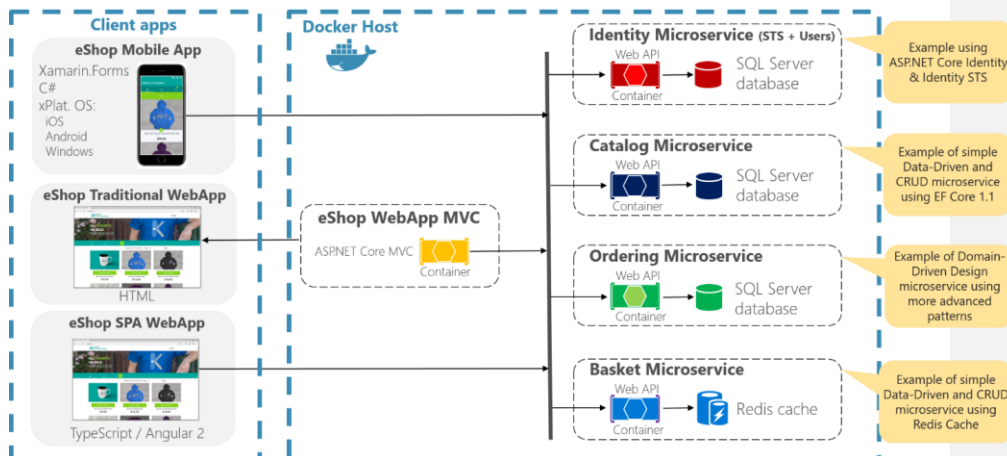 Client apps
eShop Mobile App
Xamarin.Forms
C#
xPlat. OS:
iOS
Android
Windows
eShop Traditional WebApp
HTML
eShop SPA WebApp
TypeScript / Angular 2
Docker Host
eShop WebApp MVC
ASP.NET Core MVC
Container
Identity Microservice (STS + Users)
Web API
Container
SQL Server
database
Catalog Microservice
Web API
Container
SQL Server
database
Ordering Microservice
Web API
Container
SQL Server
database
Basket Microservice
Web API
Container
Redis cache
Example using
ASP.NET Core Identity
& Identity STS
Example of simple
Data-Driven and
CRUD microservice
using EF Core 1.1
Example of Domain-
Driven Design
microservice using
more advanced
patterns
Example of simple
Data-Driven and CRUD
microservice using
Redis Cache